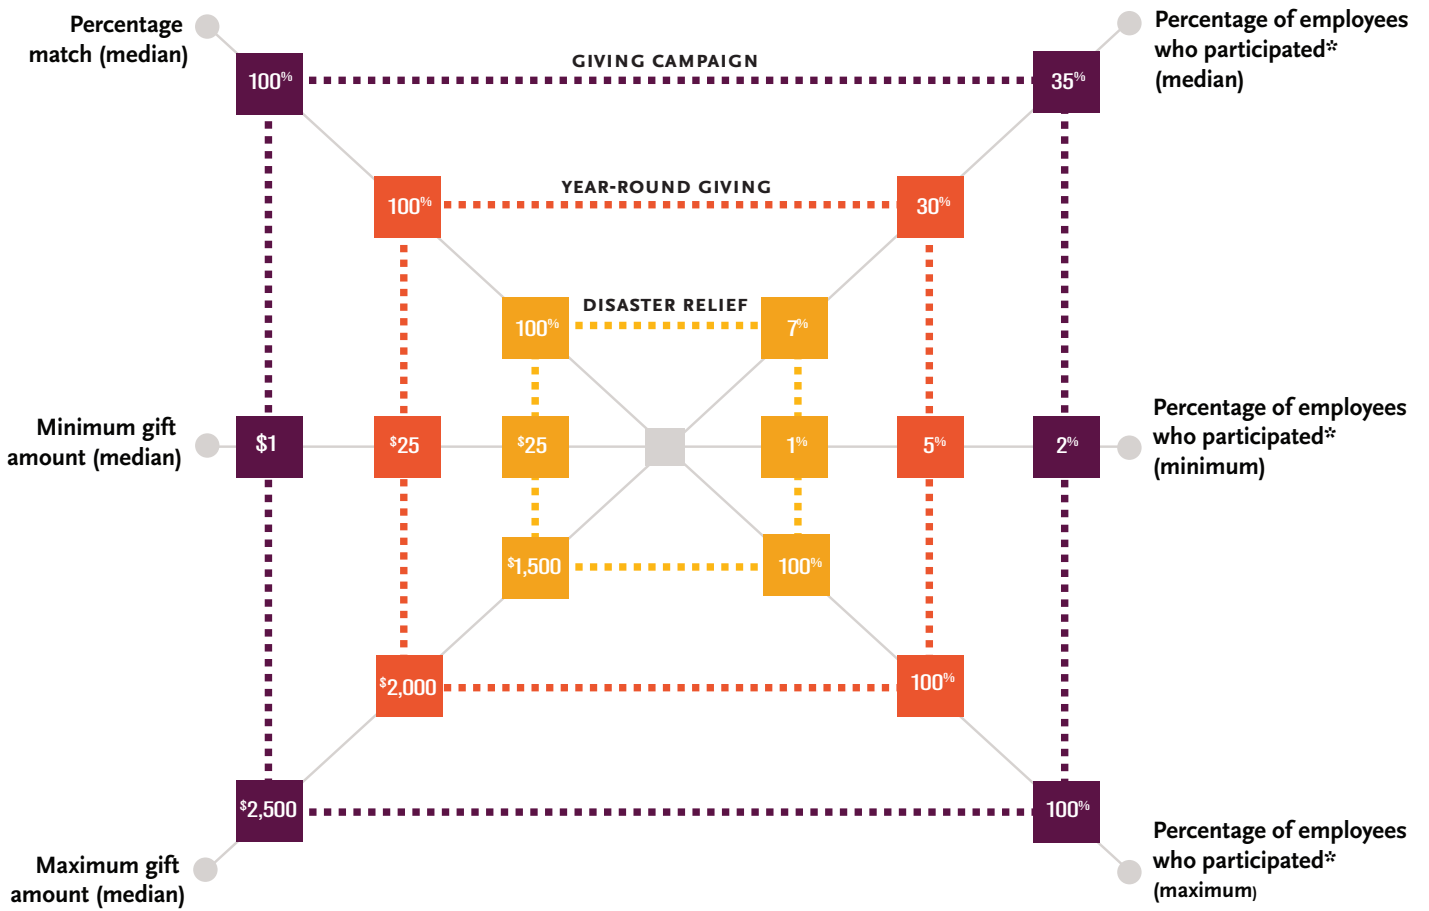 Percentage
match (median)
Percentage of employees
who participated*
(median)
GIVING CAMPAIGN
100%
35%
YEAR-ROUND GIVING
100%
30%
DISASTER RELIEF
100%
7%
Minimum gift
amount (median)
$1
$25
$25
1%
5%
2%
Percentage of employees
who participated*
(minimum)
$1,500
100%
$2,000
100%
$2,500
100%
Maximum gift
amount (median)
Percentage of employees
who participated*
(maximum)